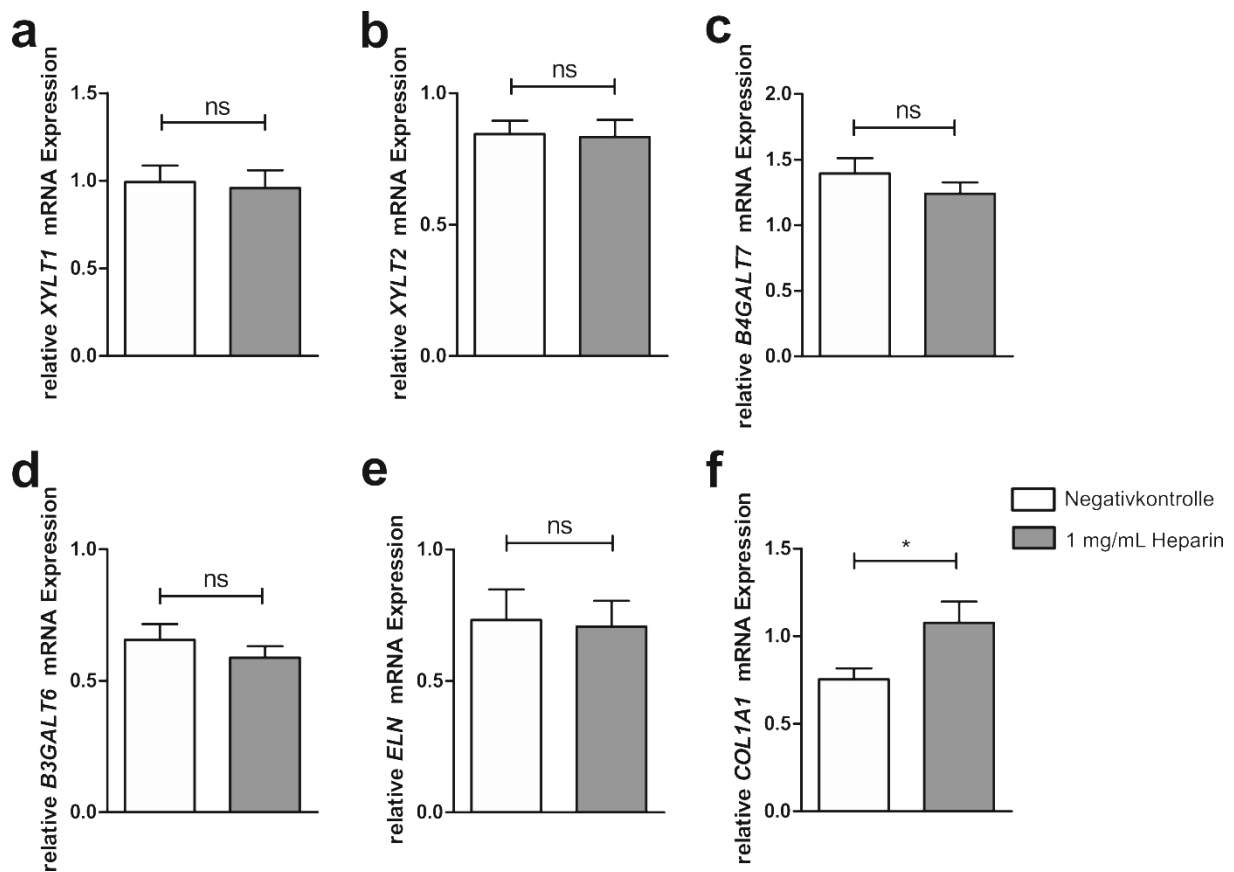 a
relative XYLT1 mRNA Expression
1.5
1.0
0.5
0.0
ns
b
relative XYLT2 mRNA Expression
1.0
0.5
0.0
ns
c
relative B4GALT7 mRNA Expression
2.0
1.5
1.0
0.5
0.0
ns
d
relative B3GALT6 mRNA Expression
1.0
0.5
0.0
ns
e
relative ELN mRNA Expression
1.0
0.5
0.0
ns
f
relative COL1A1 mRNA Expression
1.5
1.0
0.5
0.0
*
Negativkontrolle
1 mg/mL Heparin